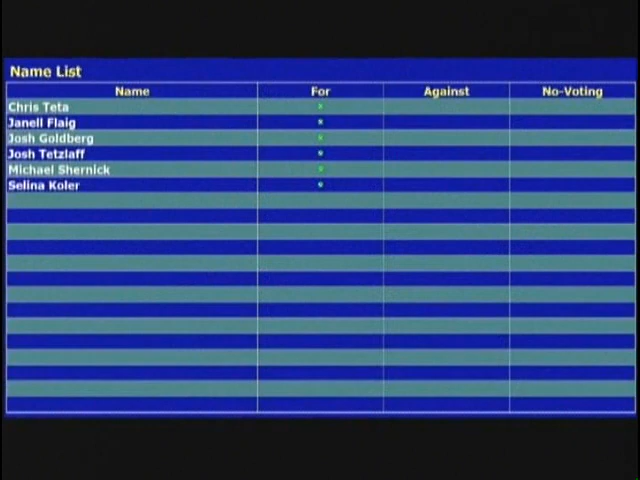 Name List
Name For Against No-Voting
Chris Teta
Janell Flaig
Josh Goldberg
Josh Tetzlaff
Michael Shernick
Selina Koler